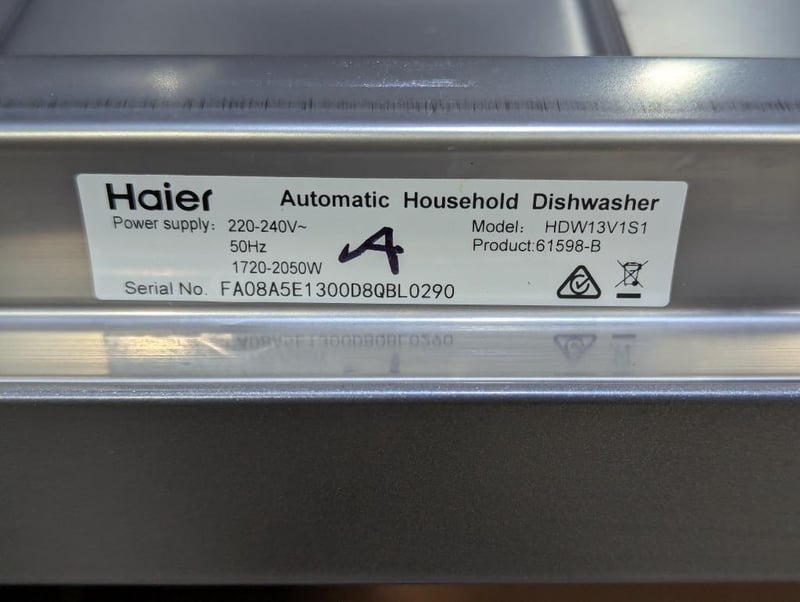 Haier Automatic Household Dishwasher
Power supply: 220-240V~ Model: HDW13V1S1
50Hz Product:61598-B
1720-2050W
A
Serial No. FA08A5E1300D8QBL0290